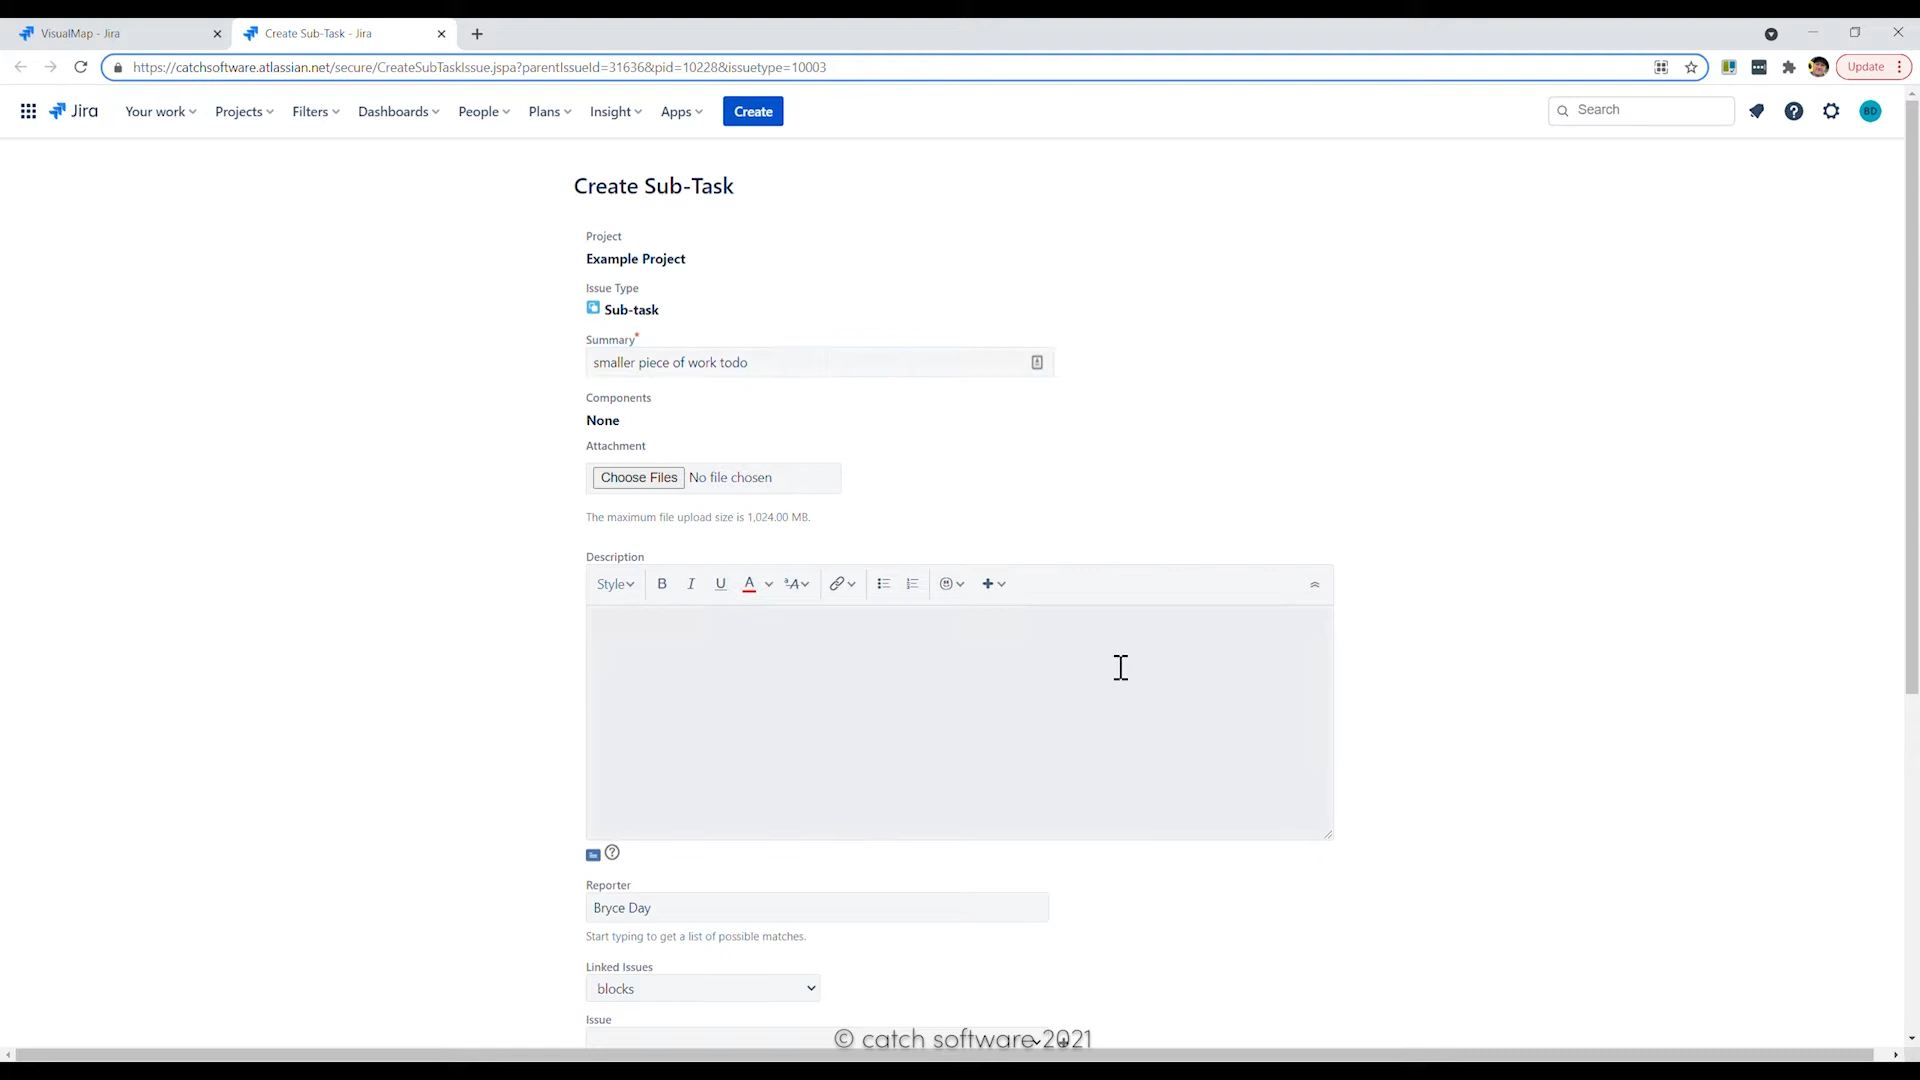 VisualMap - Jira
Create Sub-Task - Jira
https://catchsoftware.atlassian.net/secure/CreateSubTaskIssue.jspa?parentIssueId=31636&pid=10228&issuetype=10003
Update
Jira
Your work
Projects
Filters
Dashboards
People
Plans
Insight
Apps
Create
Search
BD
Create Sub-Task
Project
Example Project
Issue Type
Sub-task
Summary*
smaller piece of work todo
Components
None
Attachment
Choose Files No file chosen
The maximum file upload size is 1,024.00 MB.
Description
Style B I U A ᵃA
Reporter
Bryce Day
Start typing to get a list of possible matches.
Linked Issues
blocks
Issue
© catch software 2021